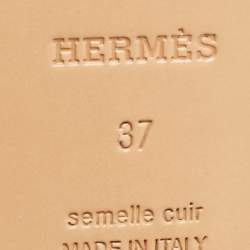 HERMÈS
37
semelle cuir
MADE IN ITALY